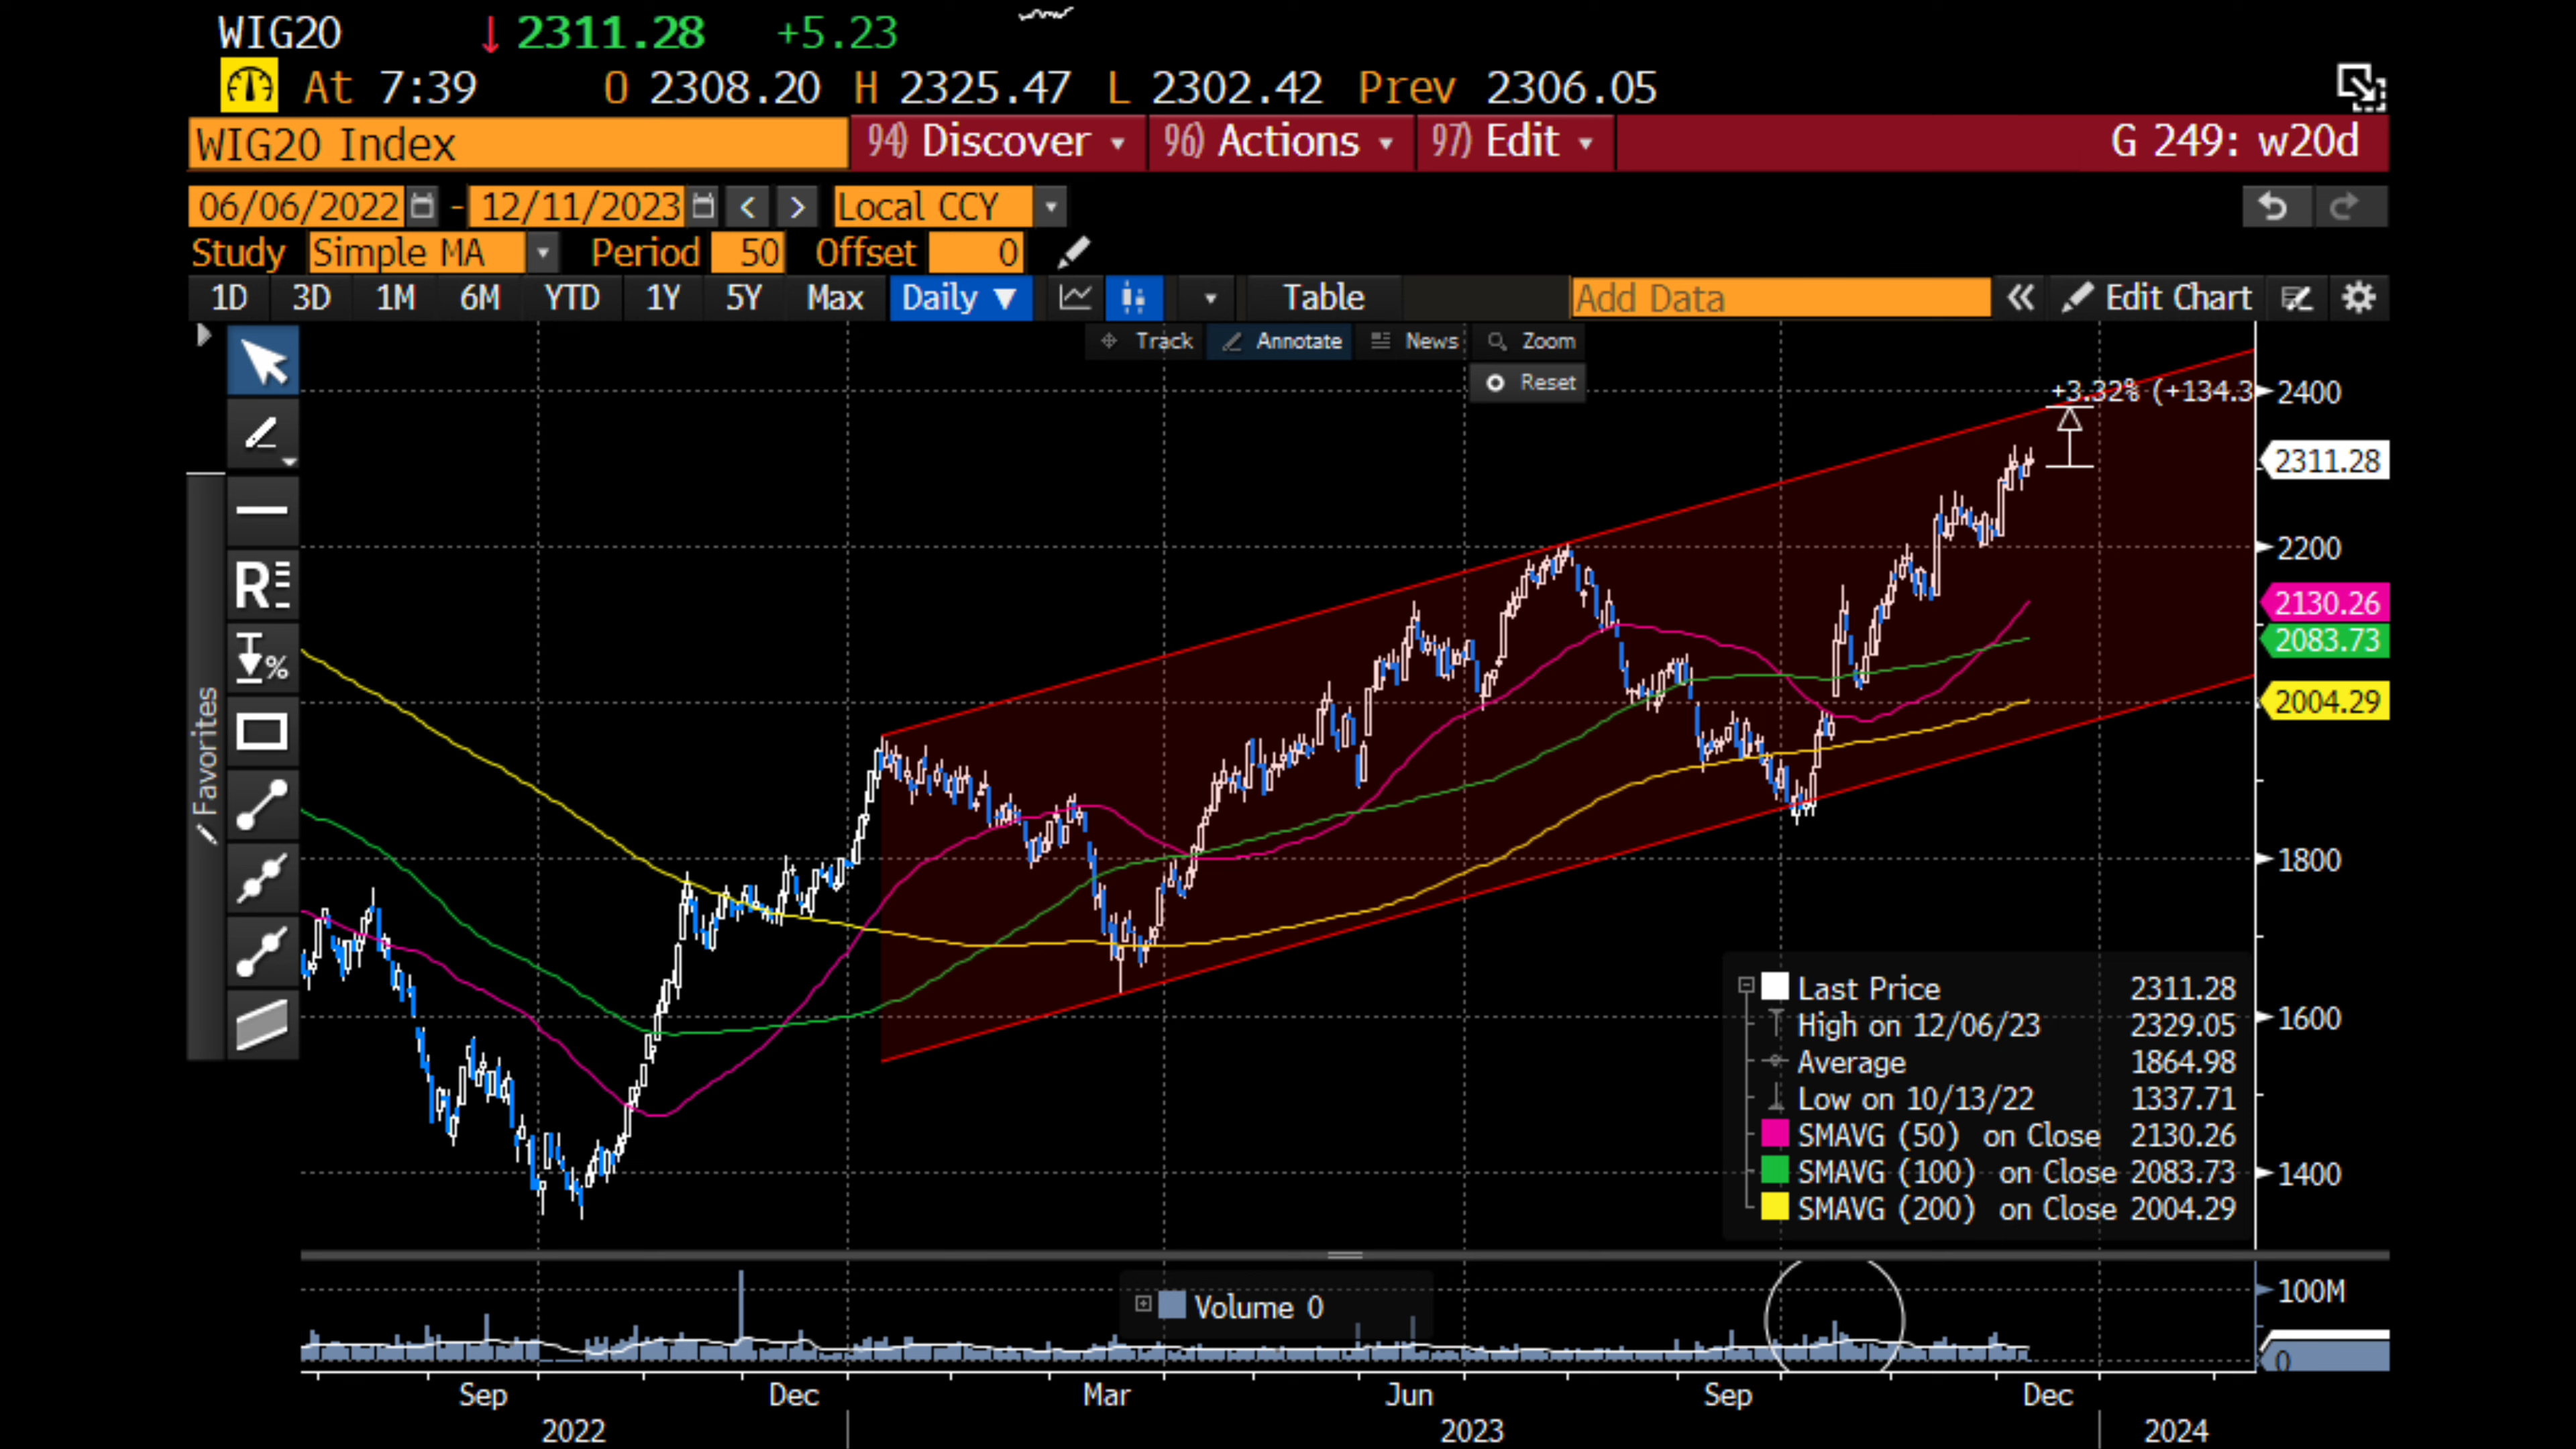 WIG20 ↓ 2311.28 +5.23
At 7:39 O 2308.20 H 2325.47 L 2302.42 Prev 2306.05
WIG20 Index 94) Discover 96) Actions 97) Edit G 249: w20d
06/06/2022 - 12/11/2023 < > Local CCY
Study Simple MA Period 50 Offset 0
1D 3D 1M 6M YTD 1Y 5Y Max Daily ▼ Table Add Data « Edit Chart
Track Annotate News Zoom
Reset
+3.32% (+134.3
2400
2311.28
2200
2130.26
2083.73
2004.29
1800
1600
1400
R
%
Favorites
Last Price 2311.28
High on 12/06/23 2329.05
Average 1864.98
Low on 10/13/22 1337.71
SMAVG (50) on Close 2130.26
SMAVG (100) on Close 2083.73
SMAVG (200) on Close 2004.29
Volume 0
100M
0
Sep Dec Mar Jun Sep Dec
2022 2023 2024